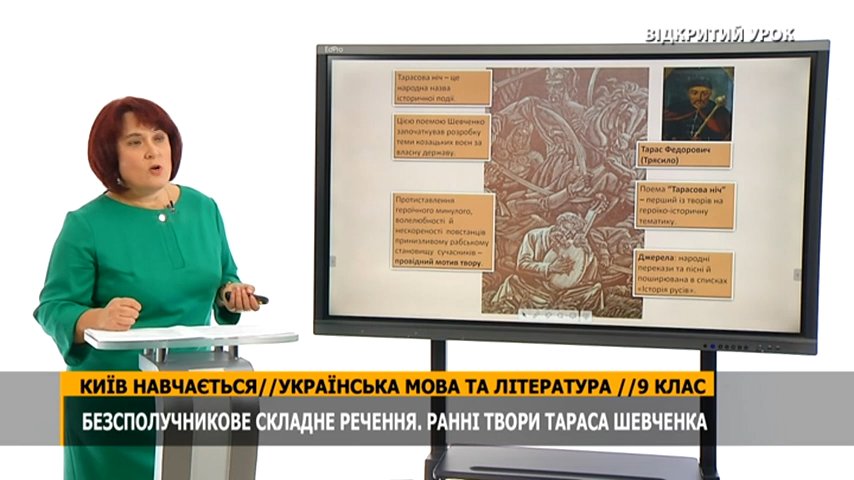 ВІДКРИТИЙ УРОК
EdPro
Тарасова ніч – це
народна назва
історичної події.
Цією поемою Шевченко
започаткував розробку
теми козацьких воєн за
власну державу.
Протиставлення
героїчного минулого,
волелюбності й
нескореності повстанців
принизливому рабському
становищу сучасників –
провідний мотив твору
Тарас Федорович
(Трясило)
Поема "Тарасова ніч"
– перший із творів на
героїко-історичну
тематику.
Джерела: народні
перекази та пісні й
поширювана в списках
«Історія русів».
КИЇВ НАВЧАЄТЬСЯ//УКРАЇНСЬКА МОВА ТА ЛІТЕРАТУРА //9 КЛАС
БЕЗСПОЛУЧНИКОВЕ СКЛАДНЕ РЕЧЕННЯ. РАННІ ТВОРИ ТАРАСА ШЕВЧЕНКА